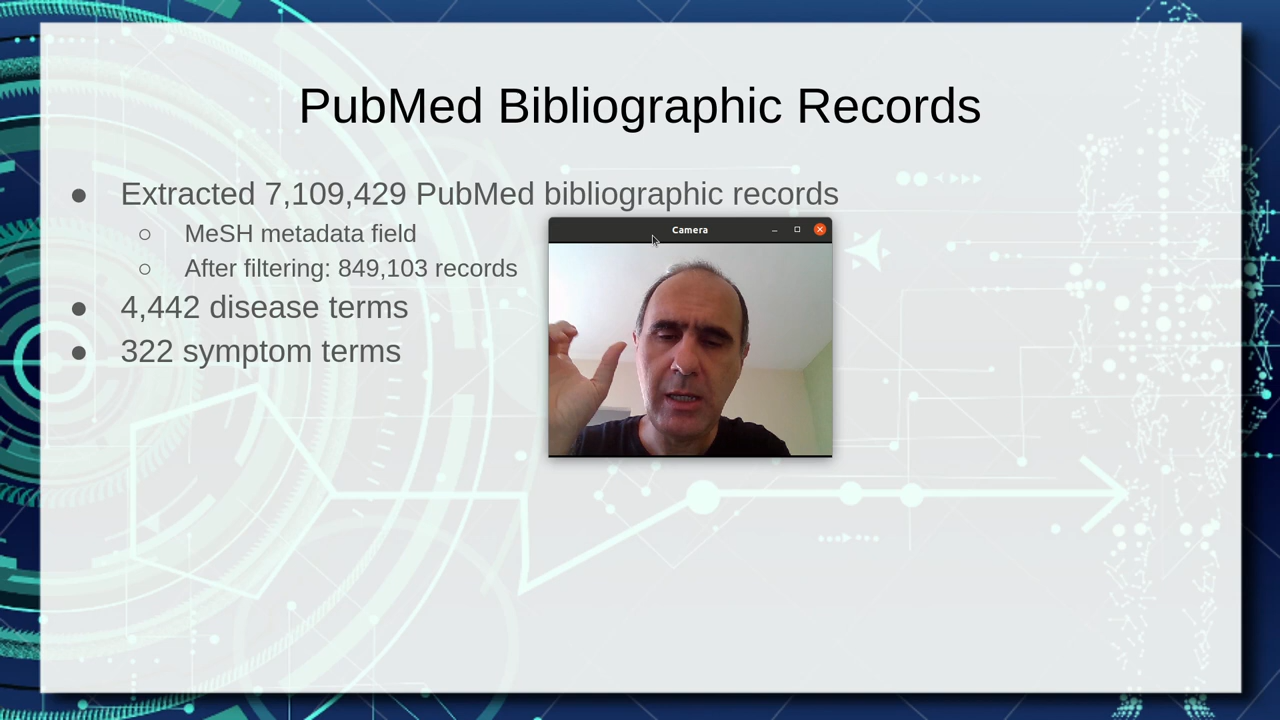 PubMed Bibliographic Records
● Extracted 7,109,429 PubMed bibliographic records
○ MeSH metadata field
○ After filtering: 849,103 records
● 4,442 disease terms
● 322 symptom terms
Camera